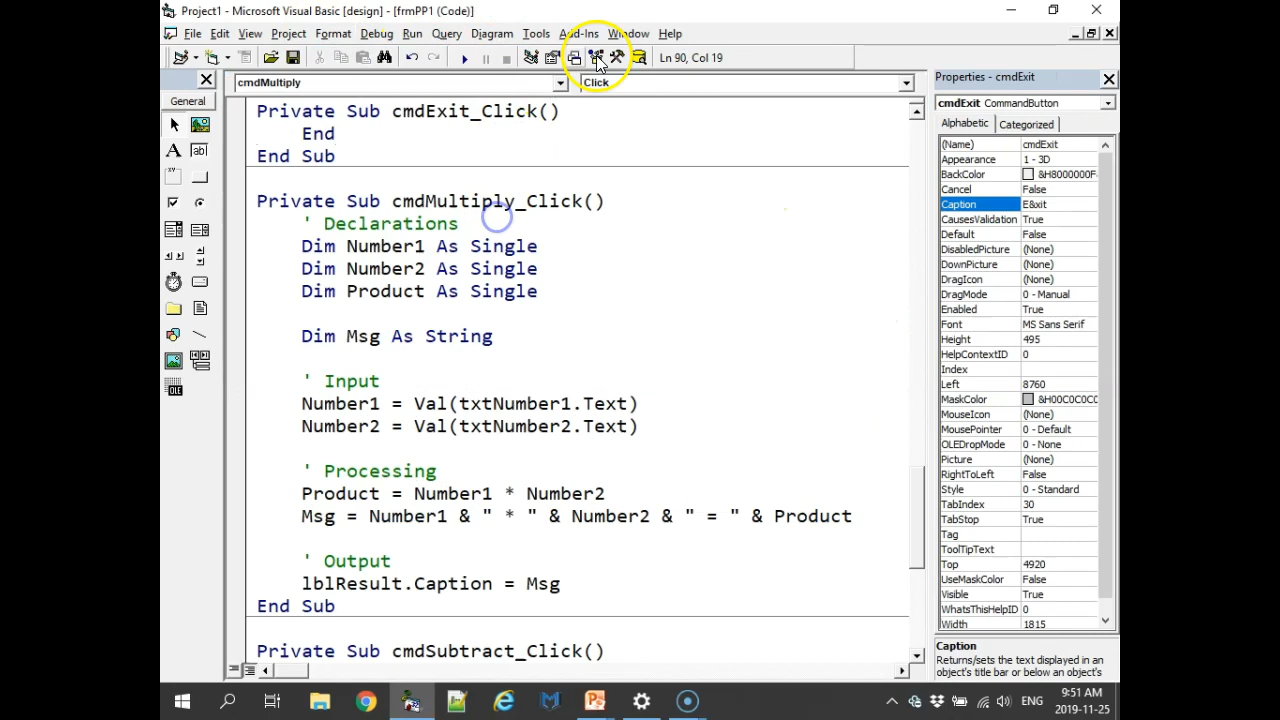 Project1 - Microsoft Visual Basic [design] - [frmPP1 (Code)]
File Edit View Project Format Debug Run Query Diagram Tools Add-Ins Window Help
Ln 90, Col 19
General
cmdMultiply
Click
Private Sub cmdExit_Click()
End
End Sub
Private Sub cmdMultiply_Click()
' Declarations
Dim Number1 As Single
Dim Number2 As Single
Dim Product As Single
Dim Msg As String
' Input
Number1 = Val(txtNumber1.Text)
Number2 = Val(txtNumber2.Text)
' Processing
Product = Number1 * Number2
Msg = Number1 & " * " & Number2 & " = " & Product
' Output
lblResult.Caption = Msg
End Sub
Private Sub cmdSubtract_Click()
Properties - cmdExit
cmdExit CommandButton
Alphabetic Categorized
(Name) cmdExit
Appearance 1 - 3D
BackColor &H8000000F
Cancel False
Caption E&xit
CausesValidation True
Default False
DisabledPicture (None)
DownPicture (None)
DragIcon (None)
DragMode 0 - Manual
Enabled True
Font MS Sans Serif
Height 495
HelpContextID 0
Index
Left 8760
MaskColor &H00C0C0C0
MouseIcon (None)
MousePointer 0 - Default
OLEDropMode 0 - None
Picture (None)
RightToLeft False
Style 0 - Standard
TabIndex 30
TabStop True
Tag
ToolTipText
Top 4920
UseMaskColor False
Visible True
WhatsThisHelpID 0
Width 1815
Caption
Returns/sets the text displayed in an
object's title bar or below an object's
ENG
9:51 AM
2019-11-25